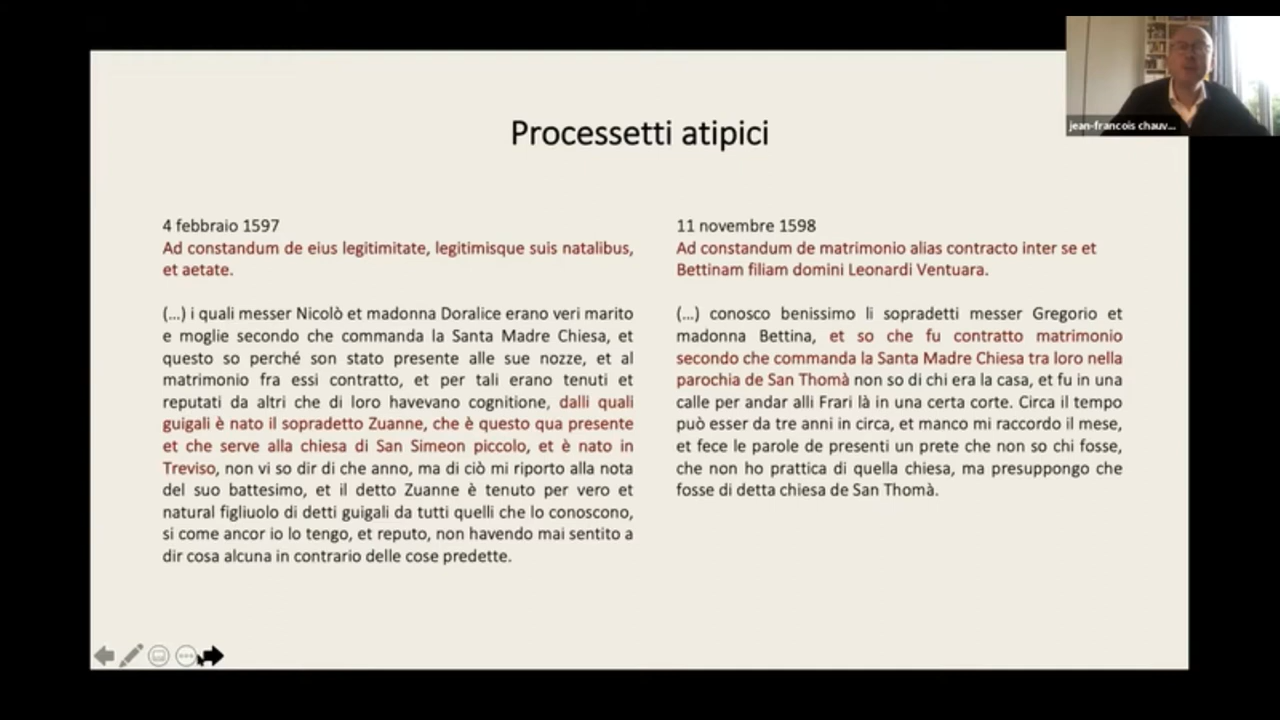 jean-francois chauv...
Processetti atipici
4 febbraio 1597
Ad constandum de eius legitimitate, legitimisque suis natalibus,
et aetate.
(...) i quali messer Nicolò et madonna Doralice erano veri marito
e moglie secondo che commanda la Santa Madre Chiesa, et
questo so perché son stato presente alle sue nozze, et al
matrimonio fra essi contratto, et per tali erano tenuti et
reputati da altri che di loro havevano cognitione, dalli quali
guigali è nato il sopradetto Zuanne, che è questo qua presente
et che serve alla chiesa di San Simeon piccolo, et è nato in
Treviso, non vi so dir di che anno, ma di ciò mi riporto alla nota
del suo battesimo, et il detto Zuanne è tenuto per vero et
natural figliuolo di detti guigali da tutti quelli che lo conoscono,
si come ancor io lo tengo, et reputo, non havendo mai sentito a
dir cosa alcuna in contrario delle cose predette.
11 novembre 1598
Ad constandum de matrimonio alias contracto inter se et
Bettinam filiam domini Leonardi Ventuara.
(...) conosco benissimo li sopradetti messer Gregorio et
madonna Bettina, et so che fu contratto matrimonio
secondo che commanda la Santa Madre Chiesa tra loro nella
parochia de San Thomà non so di chi era la casa, et fu in una
calle per andar alli Frari là in una certa corte. Circa il tempo
può esser da tre anni in circa, et manco mi raccordo il mese,
et fece le parole de presenti un prete che non so chi fosse,
che non ho prattica di quella chiesa, ma presuppongo che
fosse di detta chiesa de San Thomà.